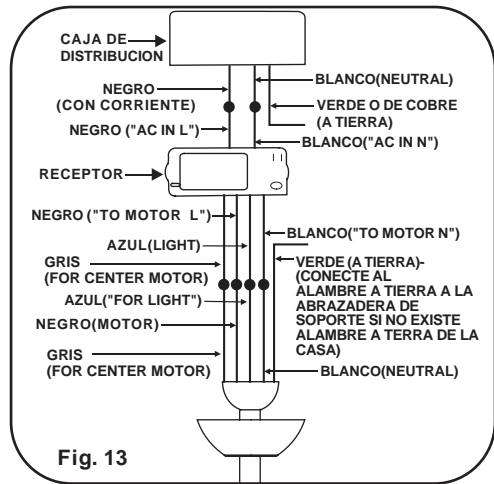 CAJA DE
DISTRIBUCION
NEGRO
(CON CORRIENTE)
BLANCO(NEUTRAL)
VERDE O DE COBRE
(A TIERRA)
NEGRO ("AC IN L")
BLANCO("AC IN N")
RECEPTOR
NEGRO ("TO MOTOR L")
BLANCO("TO MOTOR N")
AZUL(LIGHT)
GRIS
(FOR CENTER MOTOR)
VERDE (A TIERRA)-
(CONECTE AL
ALAMBRE A TIERRA A LA
ABRAZADERA DE
SOPORTE SI NO EXISTE
ALAMBRE A TERRA DE LA
CASA)
AZUL("FOR LIGHT")
NEGRO(MOTOR)
GRIS
(FOR CENTER MOTOR)
BLANCO(NEUTRAL)
Fig. 13